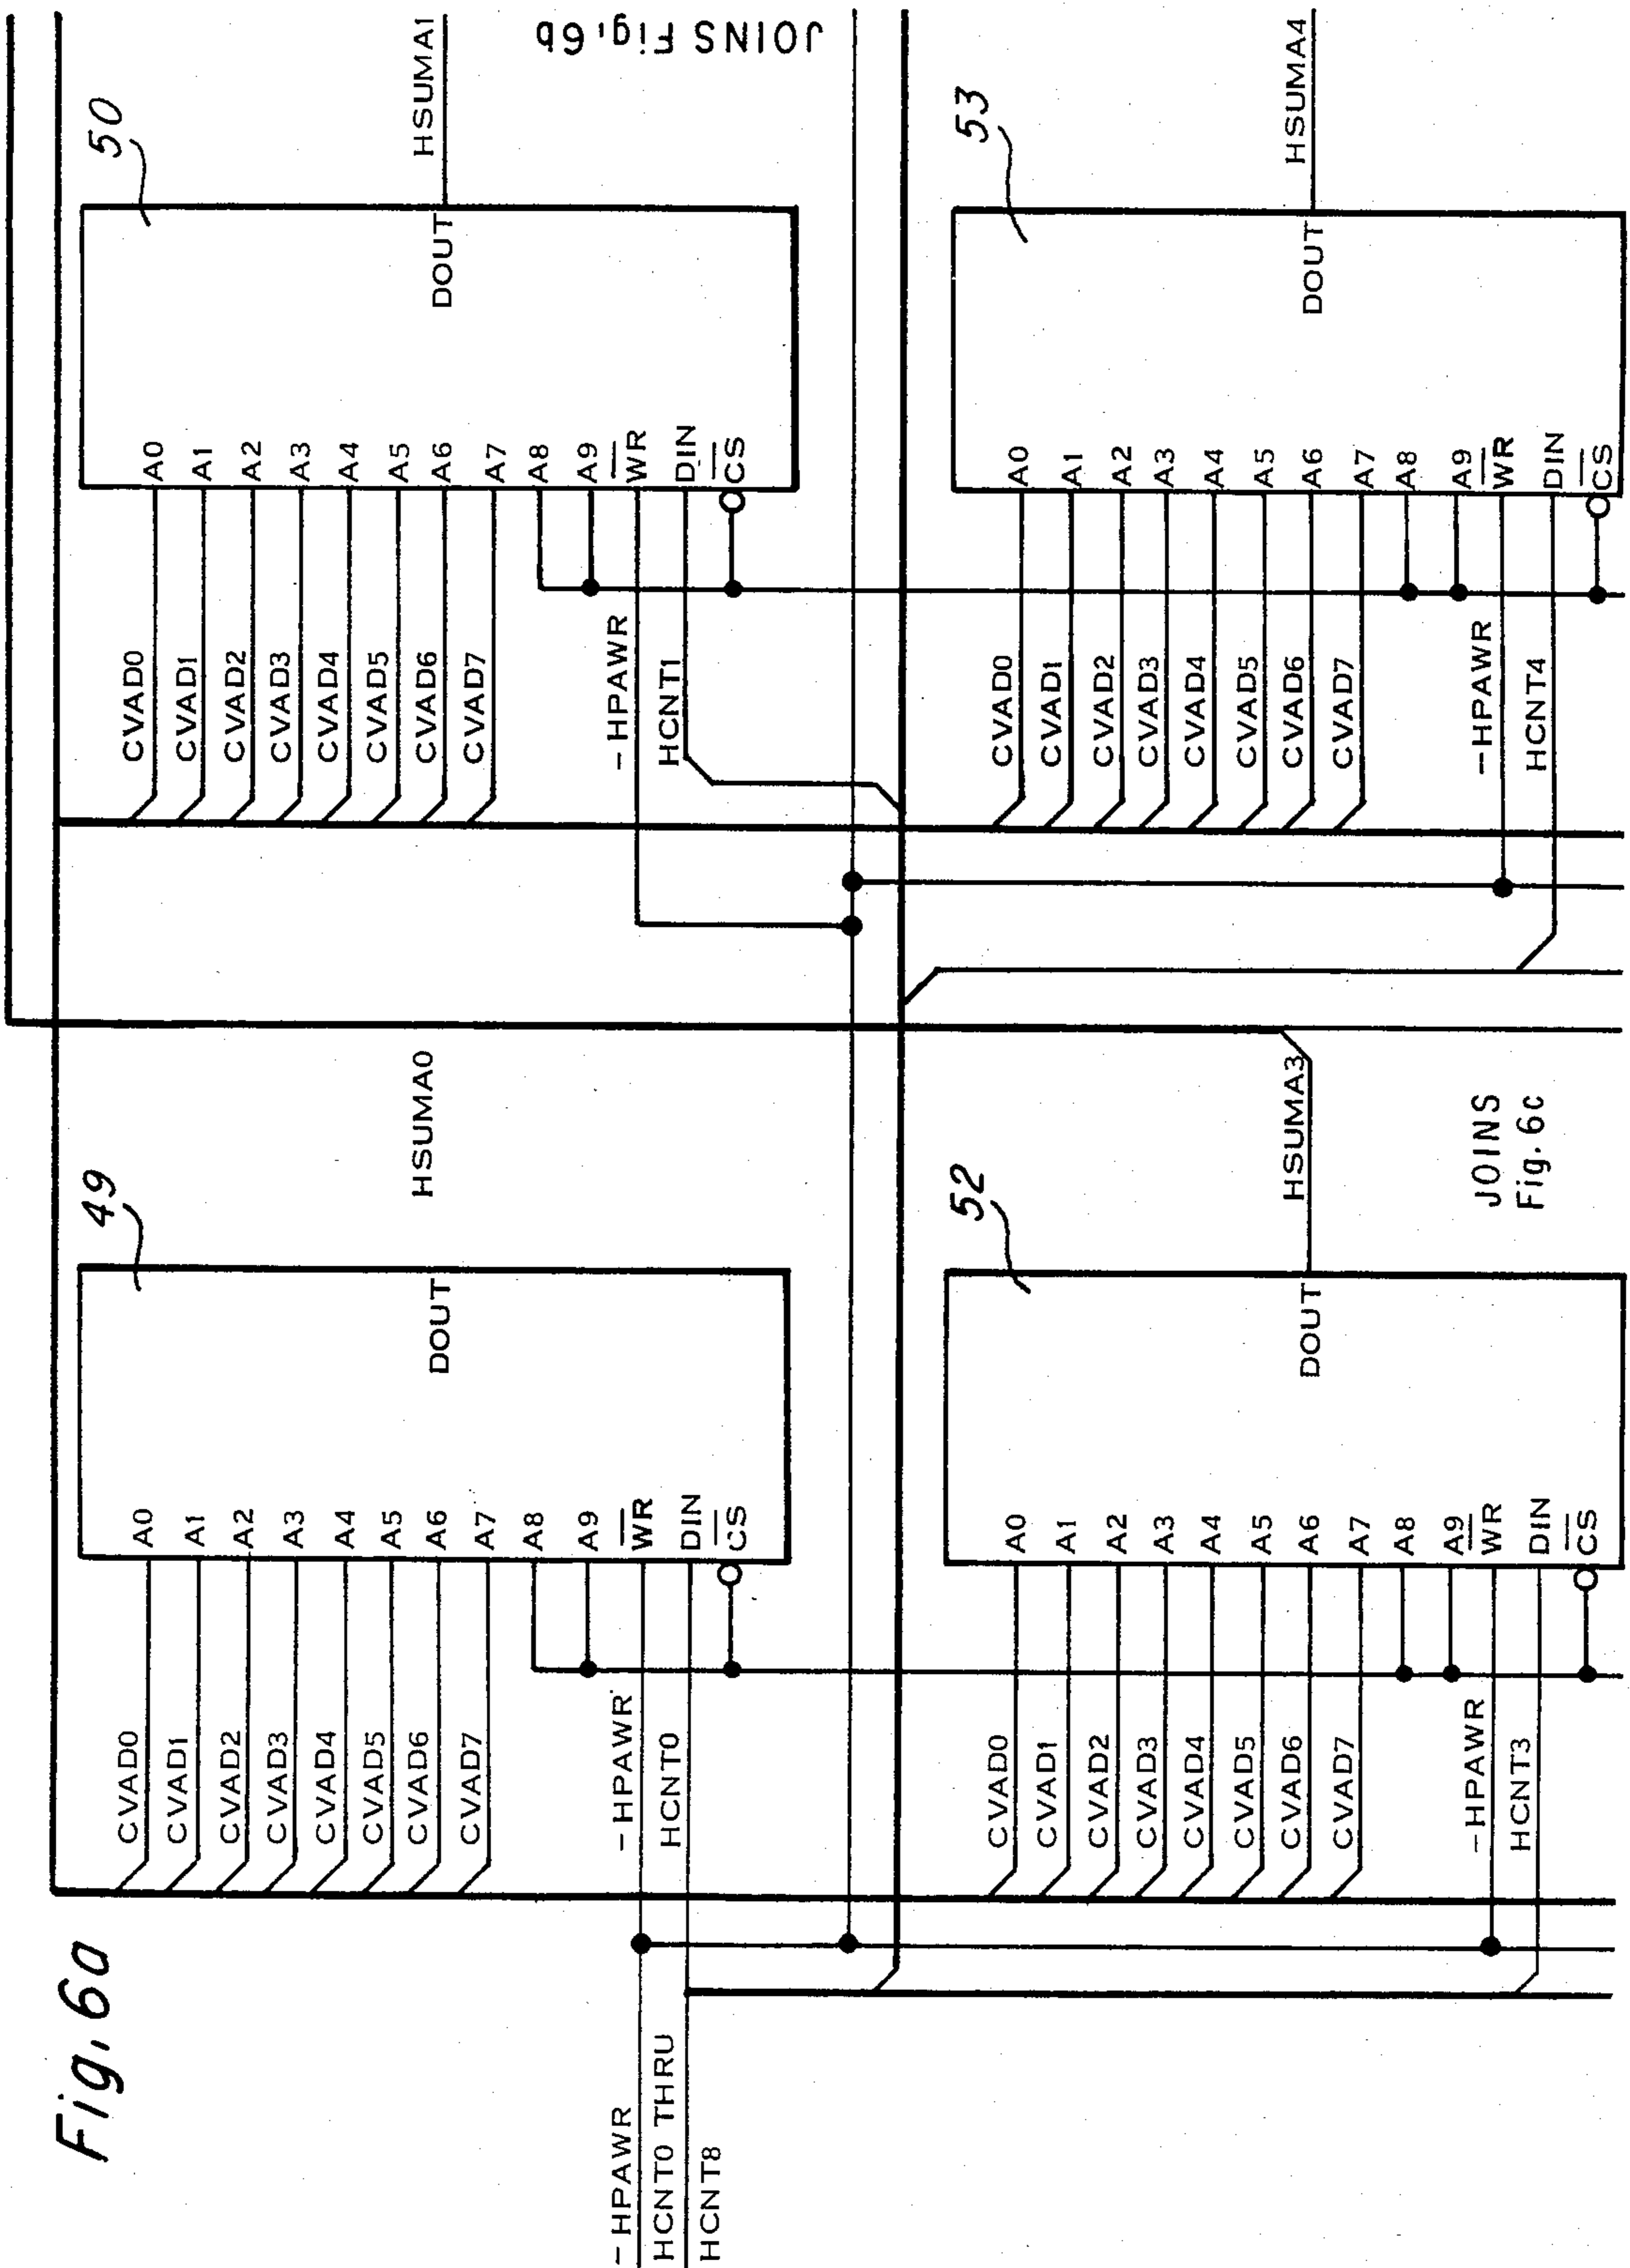 Fig. 6a
-HPAWR
HCNT0 THRU
HCNT8
49
CVAD0 A0
CVAD1 A1
CVAD2 A2
CVAD3 A3
CVAD4 A4
CVAD5 A5
CVAD6 A6
CVAD7 A7
A8
A9
-HPAWR WR
HCNT0 DIN
CS
DOUT
HSUMA0
50
CVAD0 A0
CVAD1 A1
CVAD2 A2
CVAD3 A3
CVAD4 A4
CVAD5 A5
CVAD6 A6
CVAD7 A7
A8
A9
-HPAWR WR
HCNT1 DIN
CS
DOUT
HSUMA1
JOINS Fig. 6b
52
CVAD0 A0
CVAD1 A1
CVAD2 A2
CVAD3 A3
CVAD4 A4
CVAD5 A5
CVAD6 A6
CVAD7 A7
A8
A9
-HPAWR WR
HCNT3 DIN
CS
DOUT
HSUMA3
JOINS
Fig. 6c
53
CVAD0 A0
CVAD1 A1
CVAD2 A2
CVAD3 A3
CVAD4 A4
CVAD5 A5
CVAD6 A6
CVAD7 A7
A8
A9
-HPAWR WR
HCNT4 DIN
CS
DOUT
HSUMA4